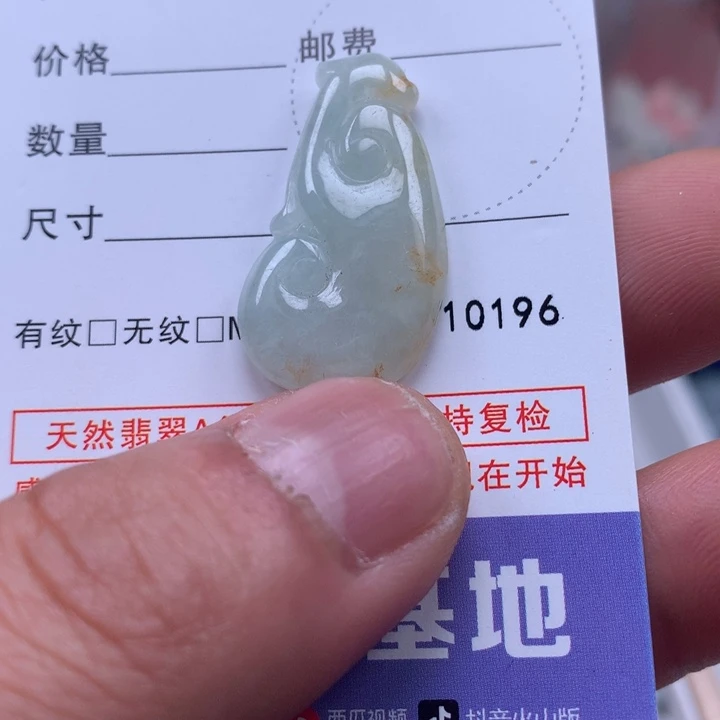 价格 邮费
数量
尺寸
有纹□无纹□ 10196
天然翡翠A 持复检
在开始
基地
西瓜视频 抖音火山版